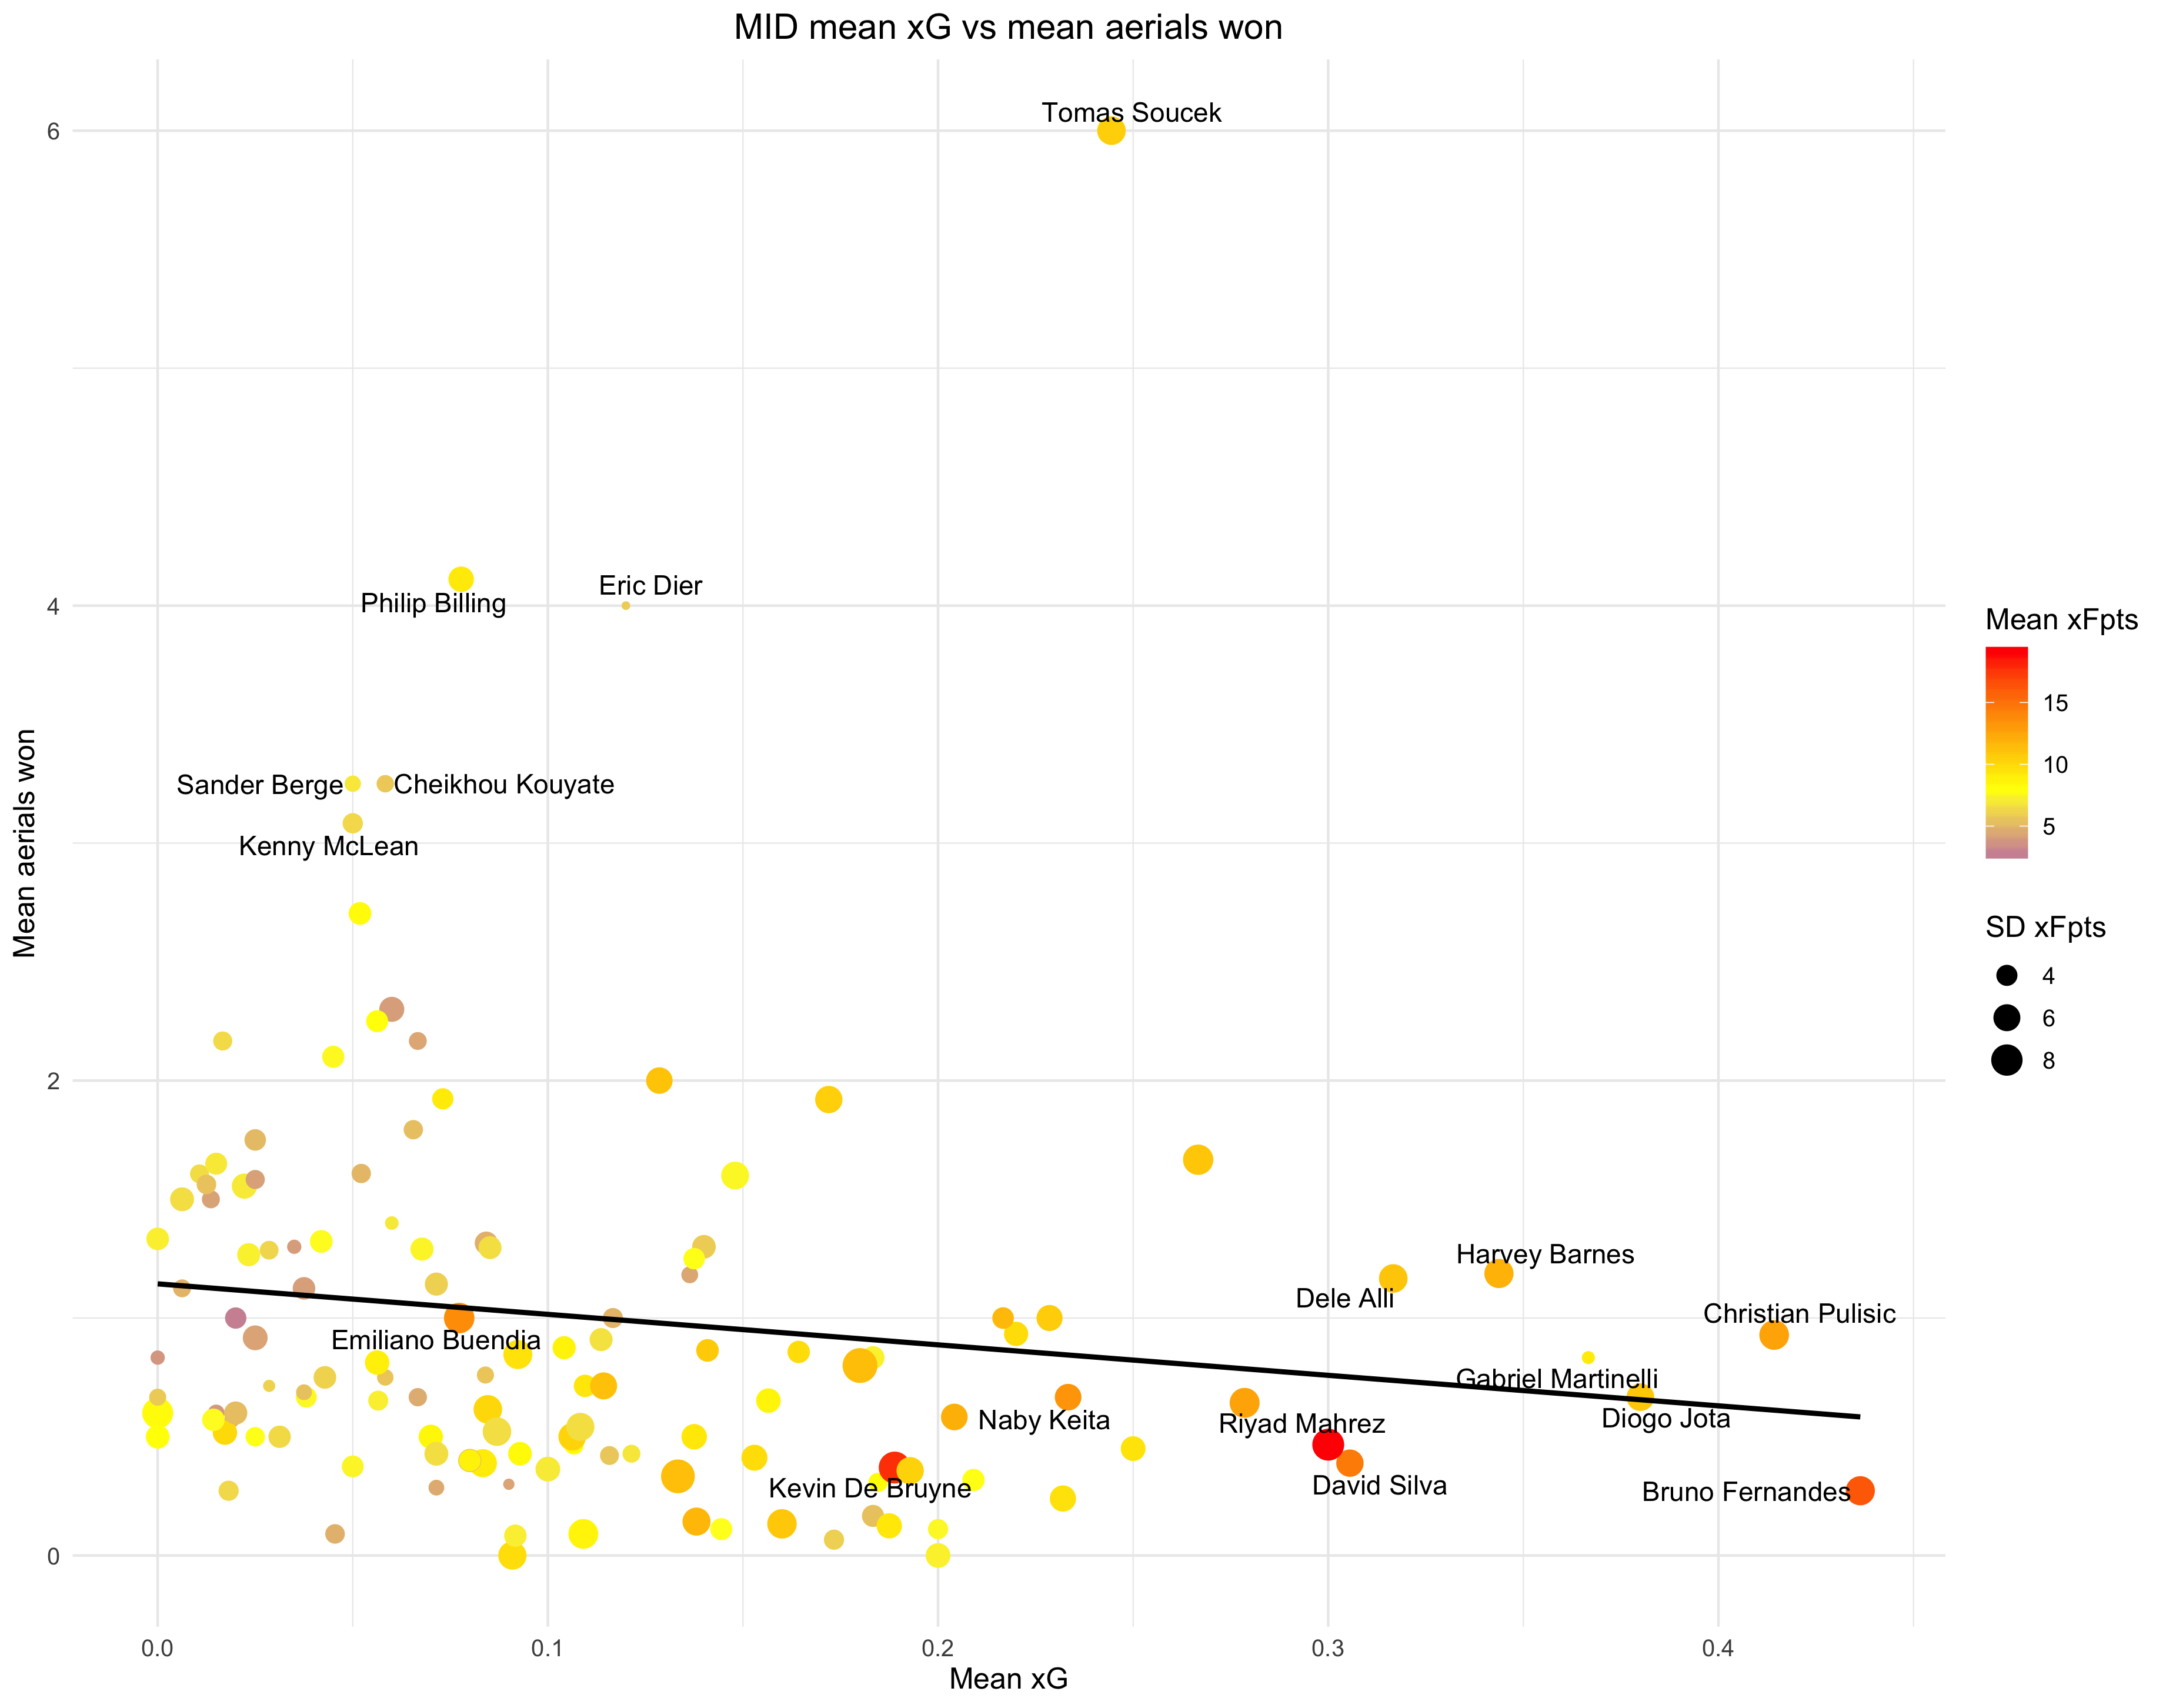 MID mean xG vs mean aerials won
Tomas Soucek
6
Philip Billing
Eric Dier
4
Sander Berge
Cheikhou Kouyate
Kenny McLean
Mean aerials won
2
Harvey Barnes
Dele Alli
Christian Pulisic
Emiliano Buendia
Gabriel Martinelli
Naby Keita
Riyad Mahrez
Diogo Jota
Kevin De Bruyne
David Silva
Bruno Fernandes
0
0.0
0.1
0.2
0.3
0.4
Mean xG
Mean xFpts
15
10
5
SD xFpts
4
6
8